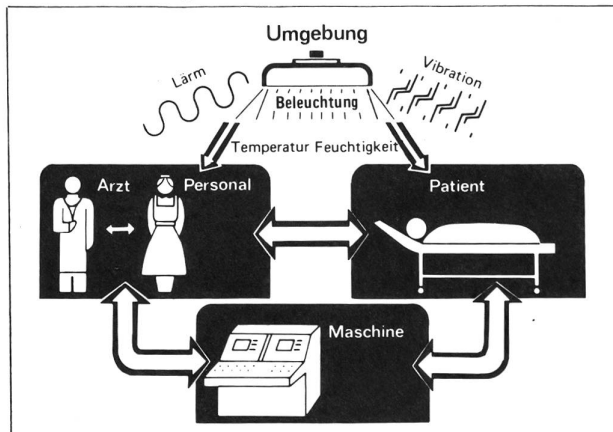 Umgebung
Lärm
Vibration
Beleuchtung
Temperatur Feuchtigkeit
Arzt Personal
Patient
Maschine